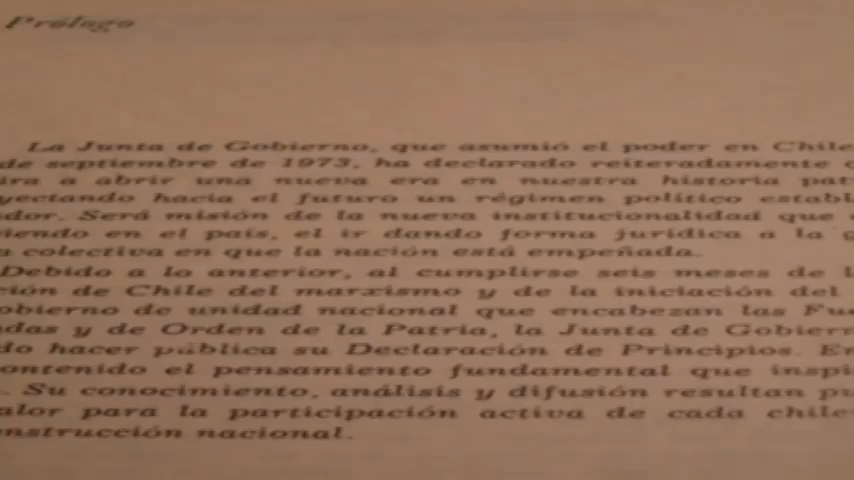 Prólogo
La Junta de Gobierno, que asumió el poder en Chile
de septiembre de 1973, ha declarado reiteradamente
ira a abrir una nueva era en nuestra historia pat
yectando hacia el futuro un régimen político establ
ador. Será misión de la nueva institucionalidad que
iendo en el país, el ir dando forma jurídica a la g
a colectiva en que la nación está empeñada.
Debido a lo anterior, al cumplirse seis meses de l
ción de Chile del marxismo y de la iniciación del
obierno de unidad nacional que encabezan las Fue
das y de Orden de la Patria, la Junta de Gobiern
do hacer pública su Declaración de Principios. En
ontenido el pensamiento fundamental que inspi
. Su conocimiento, análisis y difusión resultan pu
alor para la participación activa de cada chile
nstrucción nacional.